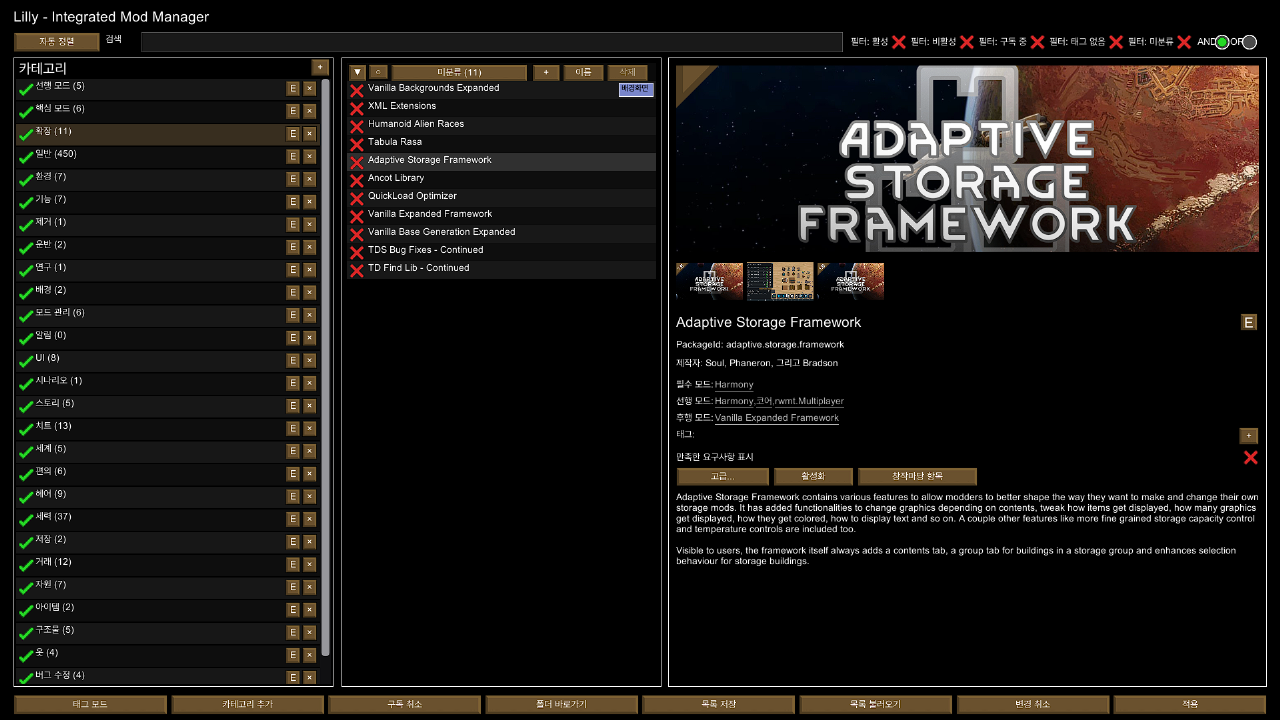 Lilly - Integrated Mod Manager
자동 정렬 검색 필터: 활성 필터: 비활성 필터: 구독 중 필터: 태그 없음 필터: 미분류 AND OR
카테고리 +
선행 모드 (5) E ×
핵심 모드 (6) E ×
확장 (11) E ×
일반 (450) E ×
환경 (7) E ×
기능 (7) E ×
제거 (1) E ×
운반 (2) E ×
연구 (1) E ×
배경 (2) E ×
모드 관리 (6) E ×
알림 (0) E ×
UI (8) E ×
시나리오 (1) E ×
스토리 (5) E ×
치트 (13) E ×
세계 (5) E ×
편의 (6) E ×
헤어 (9) E ×
세력 (37) E ×
저장 (2) E ×
거래 (12) E ×
자원 (7) E ×
아이템 (2) E ×
구조물 (5) E ×
옷 (4) E ×
버그 수정 (4) E ×
▼ ○ 미분류 (11) + 이름 삭제
Vanilla Backgrounds Expanded 배경화면
XML Extensions
Humanoid Alien Races
Tabula Rasa
Adaptive Storage Framework
Ancot Library
QuickLoad Optimizer
Vanilla Expanded Framework
Vanilla Base Generation Expanded
TDS Bug Fixes - Continued
TD Find Lib - Continued
ADAPTIVE
STORAGE
FRAMEWORK
ADAPTIVE
STORAGE
FRAMEWORK
ADAPTIVE
STORAGE
FRAMEWORK
Adaptive Storage Framework E
PackageId: adaptive.storage.framework
제작자: Soul, Phaneron, 그리고 Bradson
필수 모드: Harmony
선행 모드: Harmony,코어,rwmt.Multiplayer
후행 모드: Vanilla Expanded Framework
태그: +
만족한 요구사항 표시
고급... 활성화 창작마당 항목
Adaptive Storage Framework contains various features to allow modders to better shape the way they want to make and change their own
storage mods. It has added functionalities to change graphics depending on contents, tweak how items get displayed, how many graphics
get displayed, how they get colored, how to display text and so on. A couple other features like more fine grained storage capacity control
and temperature controls are included too.
Visible to users, the framework itself always adds a contents tab, a group tab for buildings in a storage group and enhances selection
behaviour for storage buildings.
태그 모드 카테고리 추가 구독 취소 폴더 바로가기 목록 저장 목록 불러오기 변경 취소 적용